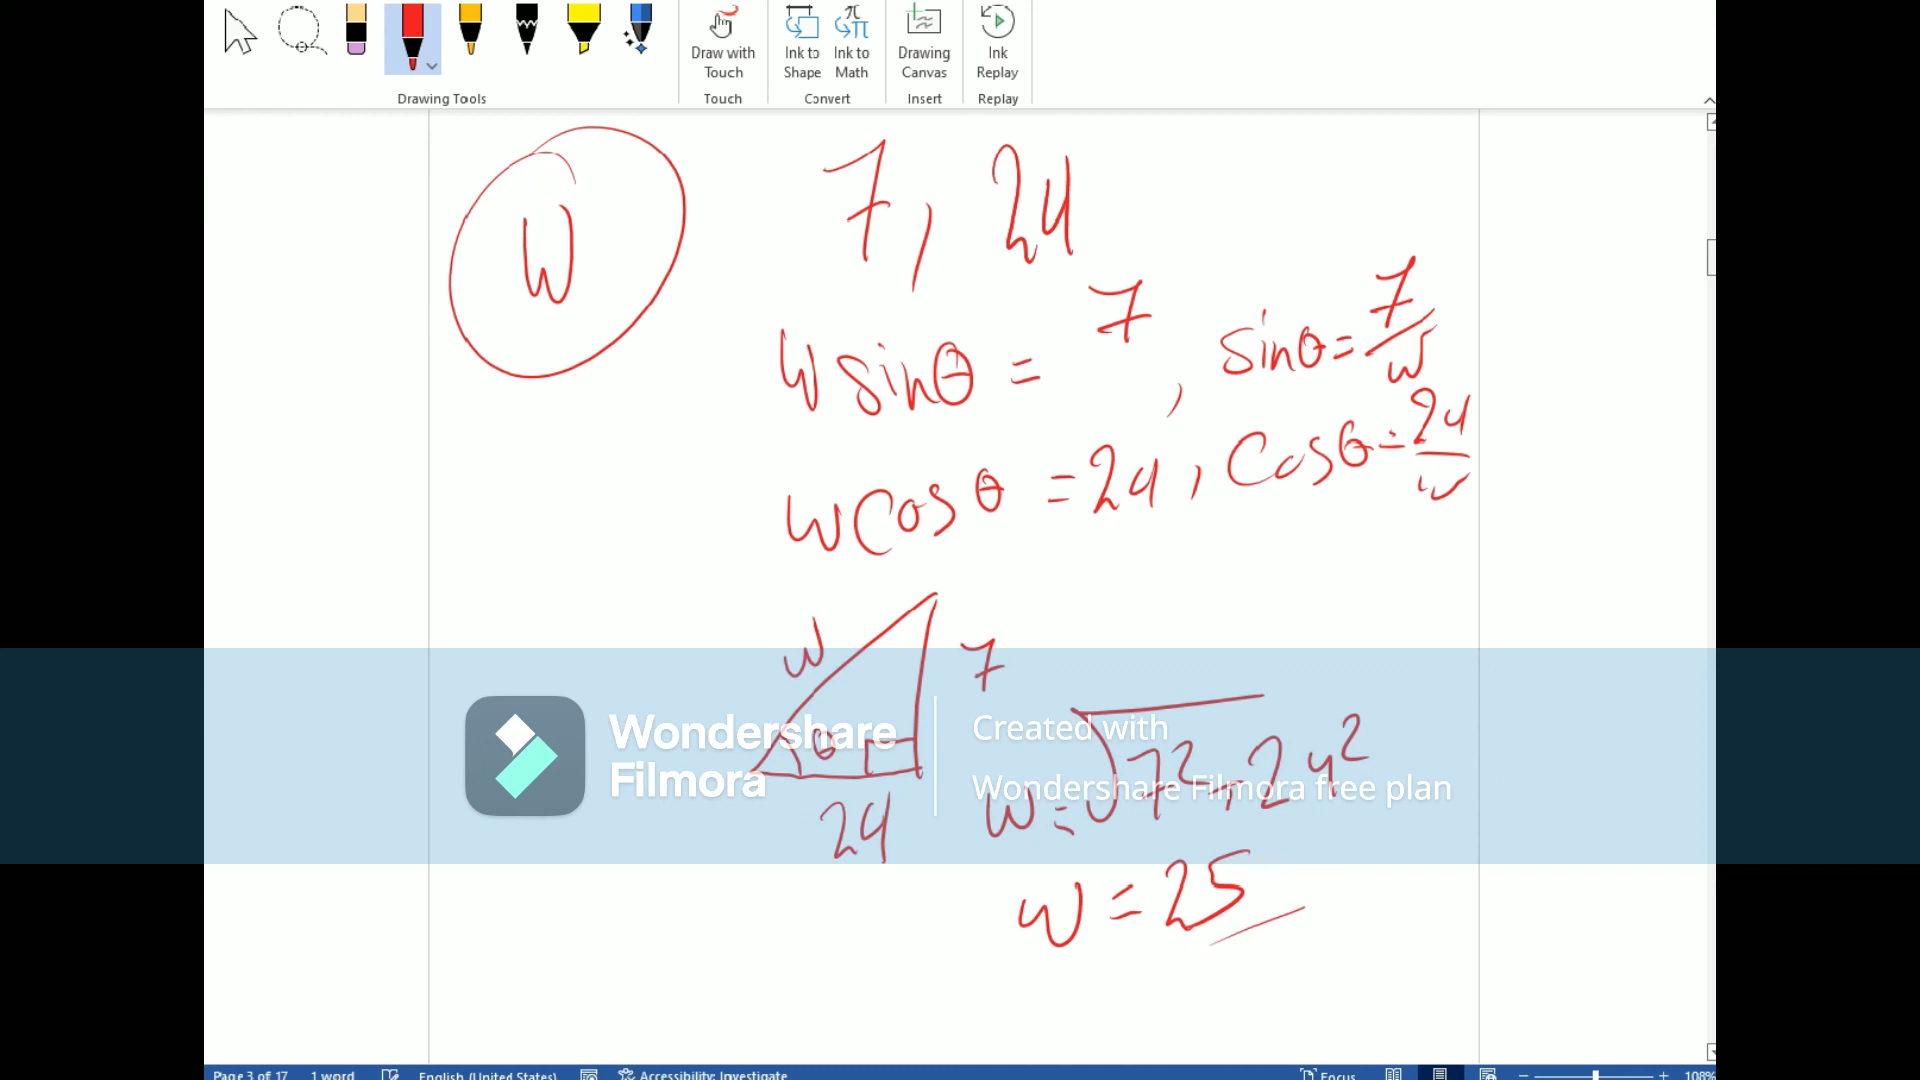 Draw with Touch
Ink to Shape
Ink to Math
Drawing Canvas
Ink Replay
Drawing Tools
Touch
Convert
Insert
Replay
W
7, 24
W sinθ = 7, sinθ = 7/w
w cosθ = 24, cosθ = 24/w
w
7
θ
24
w = √7² + 24²
w = 25
Wondershare
Filmora
Created with
Wondershare Filmora free plan
Page 3 of 17 1 word English (United States) Accessibility: Investigate Focus 108%